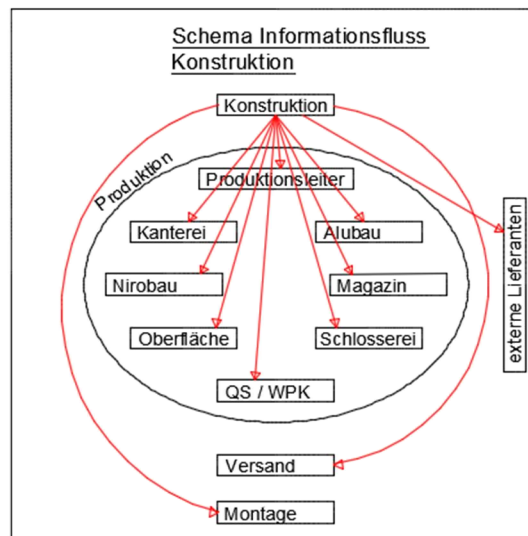 Schema Informationsfluss
Konstruktion
Konstruktion
Produktion
Produktionsleiter
Kanterei
Alubau
externe Lieferanten
Nirobau
Magazin
Oberfläche
Schlosserei
QS / WPK
Versand
Montage